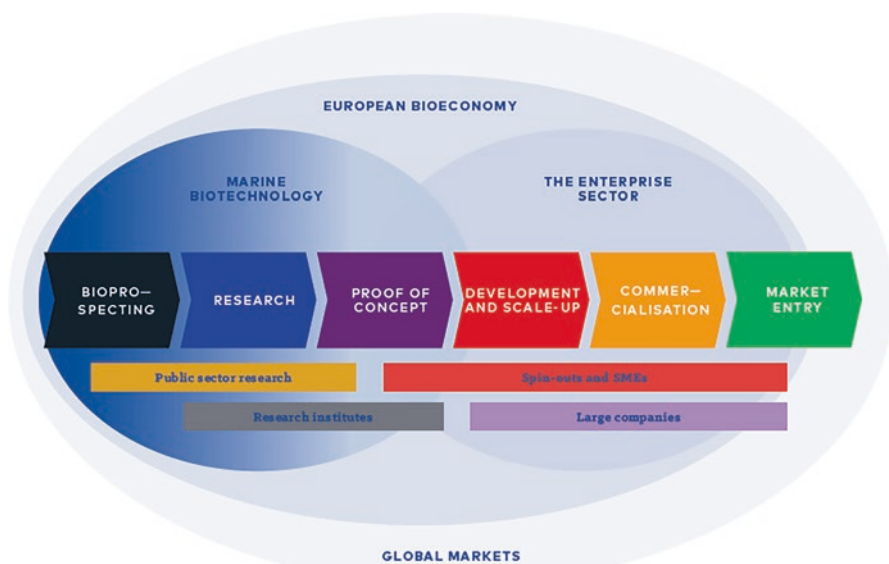 EUROPEAN BIOECONOMY
MARINE
BIOTECHNOLOGY
THE ENTERPRISE
SECTOR
BIOPRO—
SPECTING
RESEARCH
PROOF OF
CONCEPT
DEVELOPMENT
AND SCALE-UP
COMMER—
CIALISATION
MARKET
ENTRY
Public sector research
Spin-outs and SMEs
Research institutes
Large companies
GLOBAL MARKETS